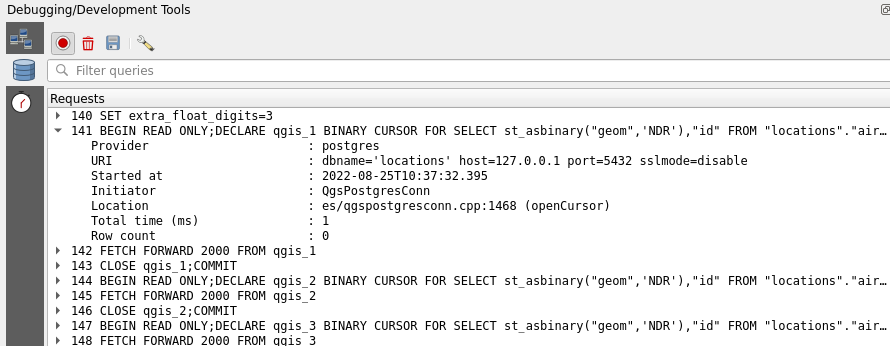 Debugging/Development Tools
Filter queries
Requests
140 SET extra_float_digits=3
141 BEGIN READ ONLY;DECLARE qgis_1 BINARY CURSOR FOR SELECT st_asbinary("geom",'NDR'),"id" FROM "locations"."air…
Provider : postgres
URI : dbname='locations' host=127.0.0.1 port=5432 sslmode=disable
Started at : 2022-08-25T10:37:32.395
Initiator : QgsPostgresConn
Location : es/qgspostgresconn.cpp:1468 (openCursor)
Total time (ms) : 1
Row count : 0
142 FETCH FORWARD 2000 FROM qgis_1
143 CLOSE qgis_1;COMMIT
144 BEGIN READ ONLY;DECLARE qgis_2 BINARY CURSOR FOR SELECT st_asbinary("geom",'NDR'),"id" FROM "locations"."air…
145 FETCH FORWARD 2000 FROM qgis_2
146 CLOSE qgis_2;COMMIT
147 BEGIN READ ONLY;DECLARE qgis_3 BINARY CURSOR FOR SELECT st_asbinary("geom",'NDR'),"id" FROM "locations"."air…
148 FETCH FORWARD 2000 FROM qgis_3